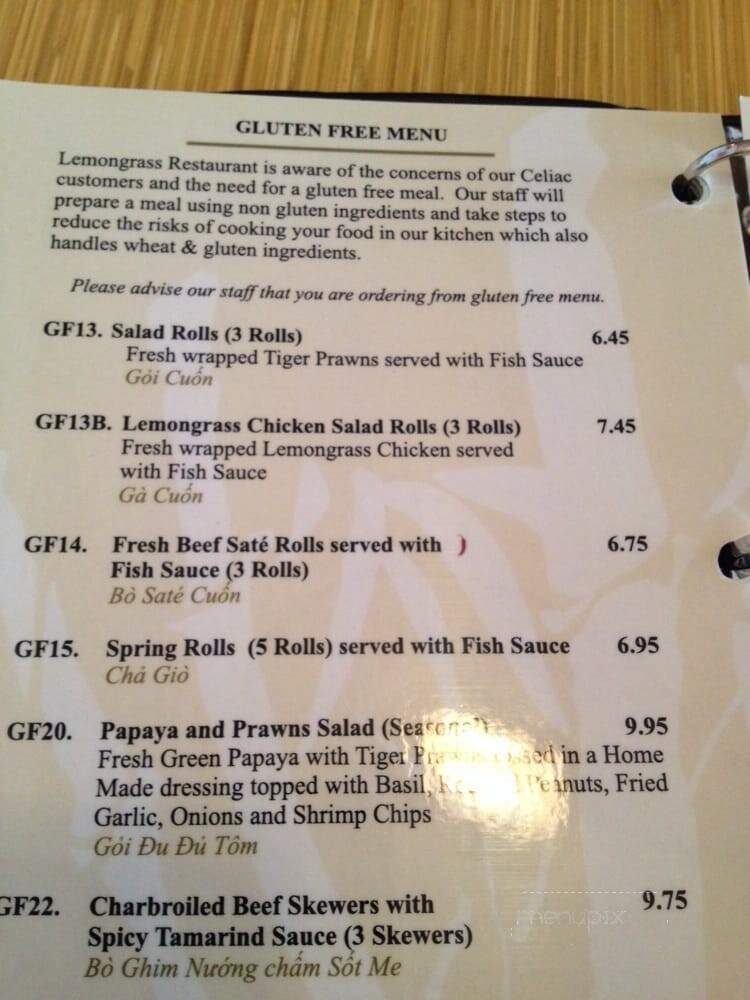 GLUTEN FREE MENU
Lemongrass Restaurant is aware of the concerns of our Celiac
customers and the need for a gluten free meal. Our staff will
prepare a meal using non gluten ingredients and take steps to
reduce the risks of cooking your food in our kitchen which also
handles wheat & gluten ingredients.
Please advise our staff that you are ordering from gluten free menu.
GF13. Salad Rolls (3 Rolls) 6.45
Fresh wrapped Tiger Prawns served with Fish Sauce
Gỏi Cuốn
GF13B. Lemongrass Chicken Salad Rolls (3 Rolls) 7.45
Fresh wrapped Lemongrass Chicken served
with Fish Sauce
Gà Cuốn
GF14. Fresh Beef Saté Rolls served with 6.75
Fish Sauce (3 Rolls)
Bò Saté Cuốn
GF15. Spring Rolls (5 Rolls) served with Fish Sauce 6.95
Chả Giò
GF20. Papaya and Prawns Salad (Seasonal) 9.95
Fresh Green Papaya with Tiger Prawns tossed in a Home
Made dressing topped with Basil, Peanuts, Fried
Garlic, Onions and Shrimp Chips
Gỏi Đu Đủ Tôm
GF22. Charbroiled Beef Skewers with 9.75
Spicy Tamarind Sauce (3 Skewers)
Bò Ghim Nướng chấm Sốt Me
menupix